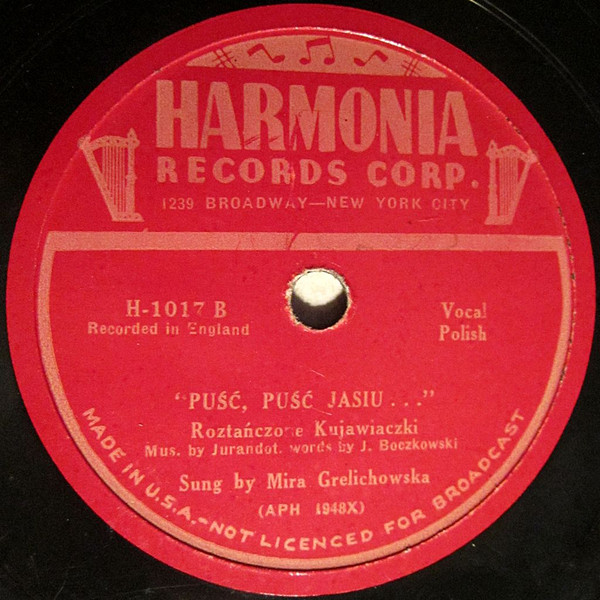 HARMONIA
RECORDS CORP.
1239 BROADWAY—NEW YORK CITY
H-1017 B
Recorded in England
Vocal
Polish
"PUŚĆ, PUŚĆ JASIU . . ."
Roztańczone Kujawiaczki
Mus. by Jurandot. words by J. Boczkowski
Sung by Mira Grelichowska
(APH 1948X)
MADE IN U.S.A.-NOT LICENCED FOR BROADCAST